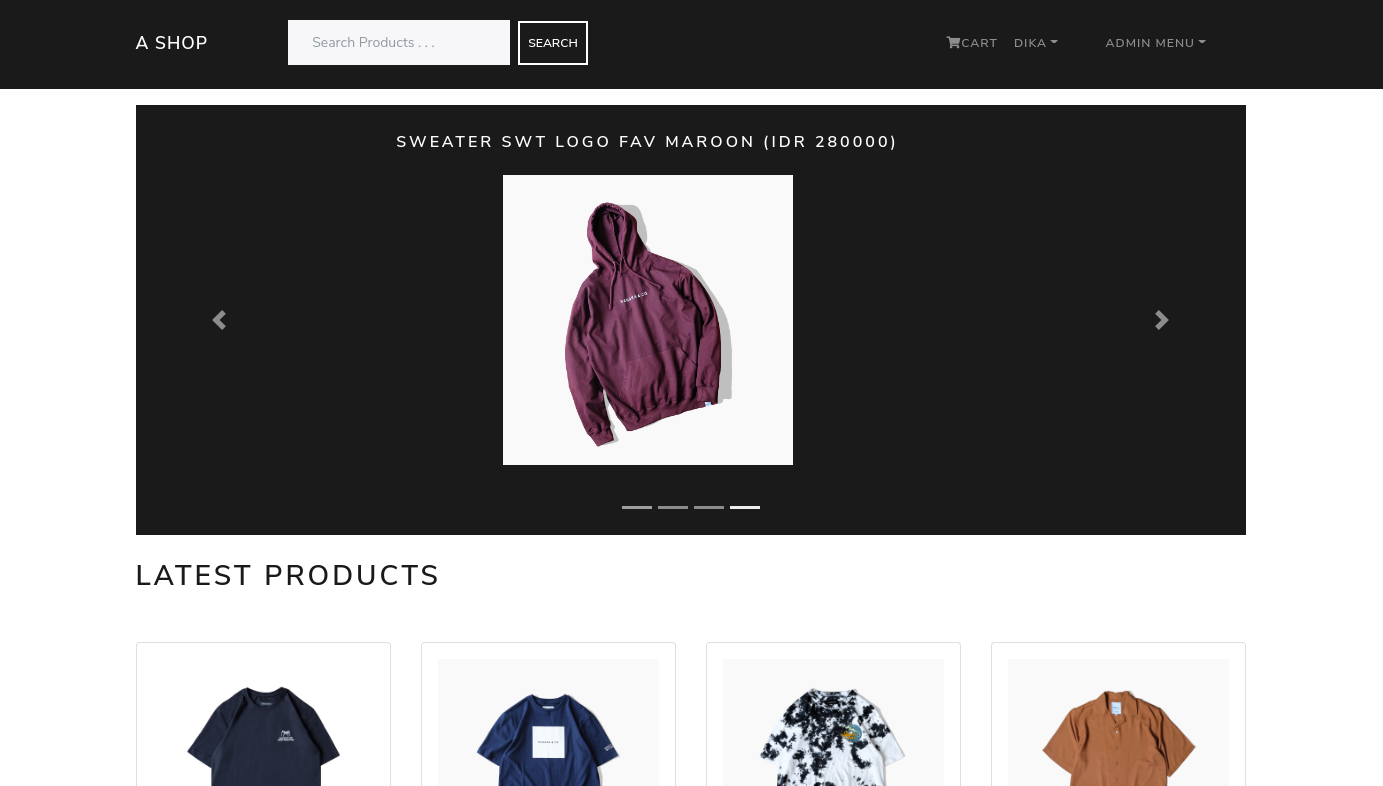 A SHOP
Search Products . . .
SEARCH
CART
DIKA
ADMIN MENU
SWEATER SWT LOGO FAV MAROON (IDR 280000)
LATEST PRODUCTS